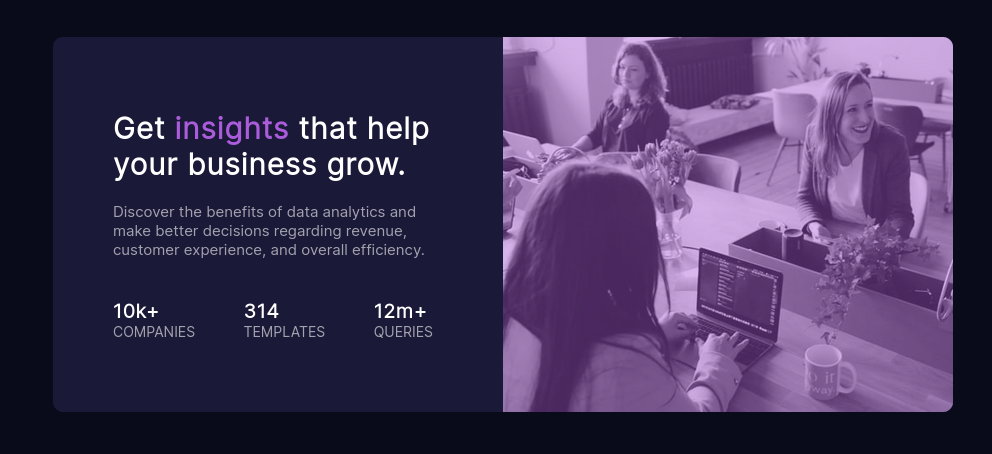 Get insights that help
your business grow.
Discover the benefits of data analytics and
make better decisions regarding revenue,
customer experience, and overall efficiency.
10k+ 314 12m+
COMPANIES TEMPLATES QUERIES